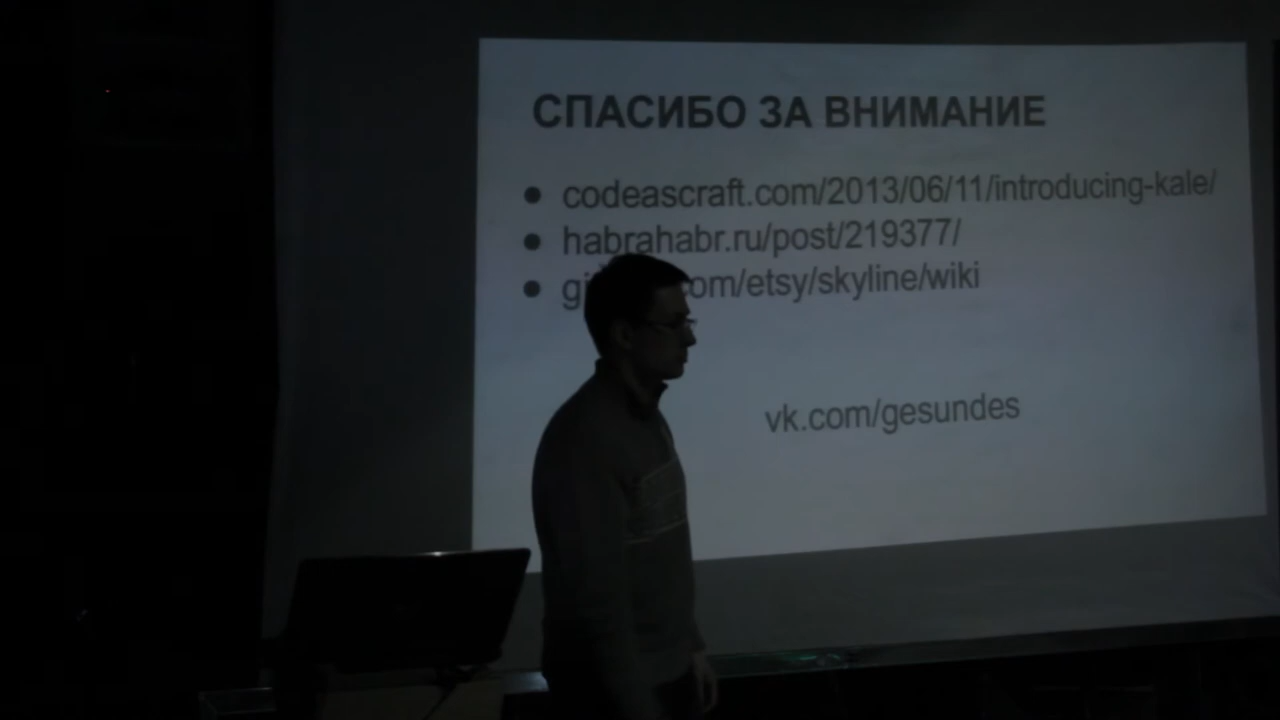 СПАСИБО ЗА ВНИМАНИЕ
codeascraft.com/2013/06/11/introducing-kale/
habrahabr.ru/post/219377/
gi om/etsy/skyline/wiki
vk.com/gesundes